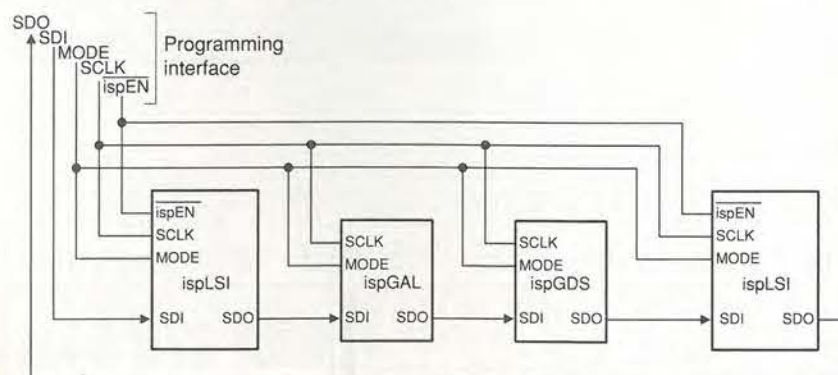 SDO
SDI
MODE
SCLK
ispEN
Programming
interface
ispEN
SCLK
MODE
ispLSI
SDI SDO
SCLK
MODE
ispGAL
SDI SDO
SCLK
MODE
ispGDS
SDI SDO
ispEN
SCLK
MODE
ispLSI
SDI SDO